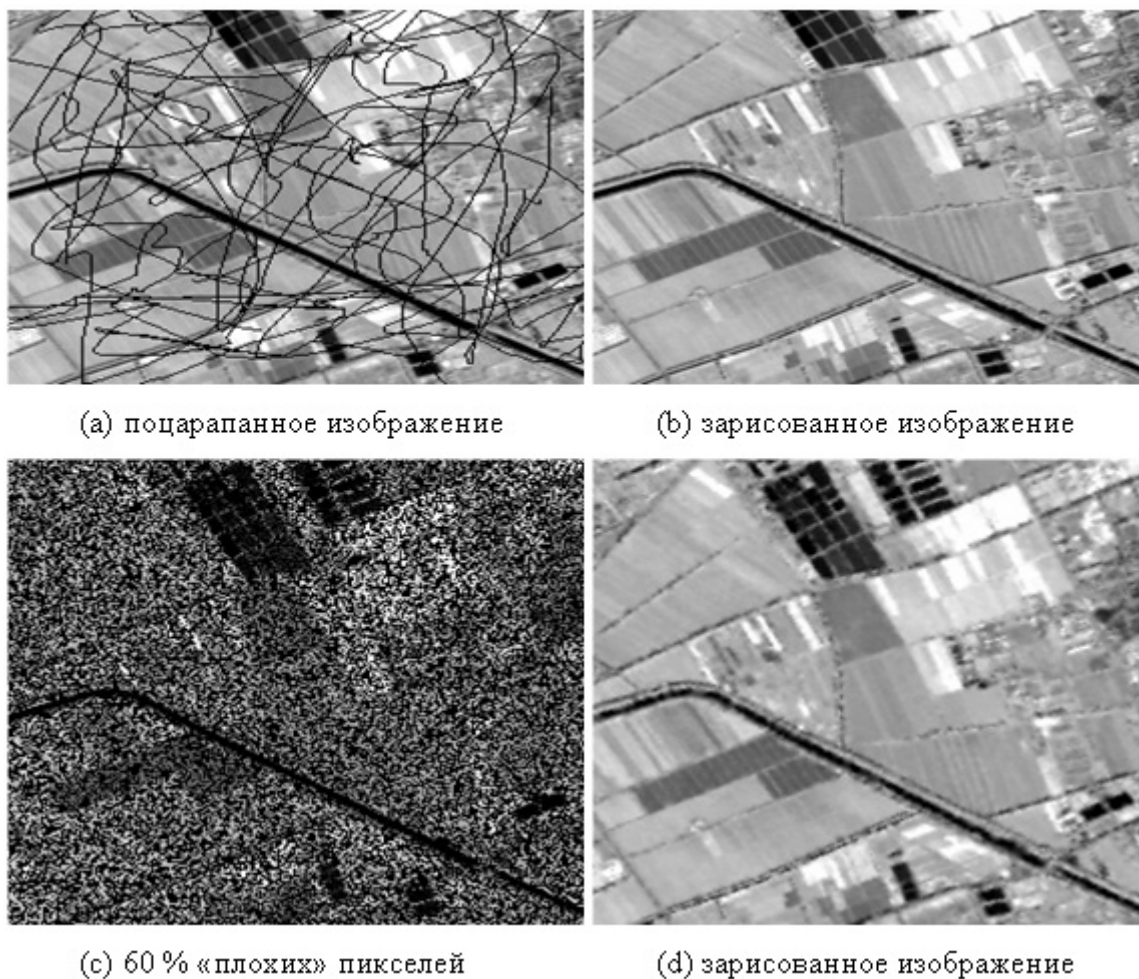 (a) поцарапанное изображение
(b) зарисованное изображение
(c) 60 % «плохих» пикселей
(d) зарисованное изображение